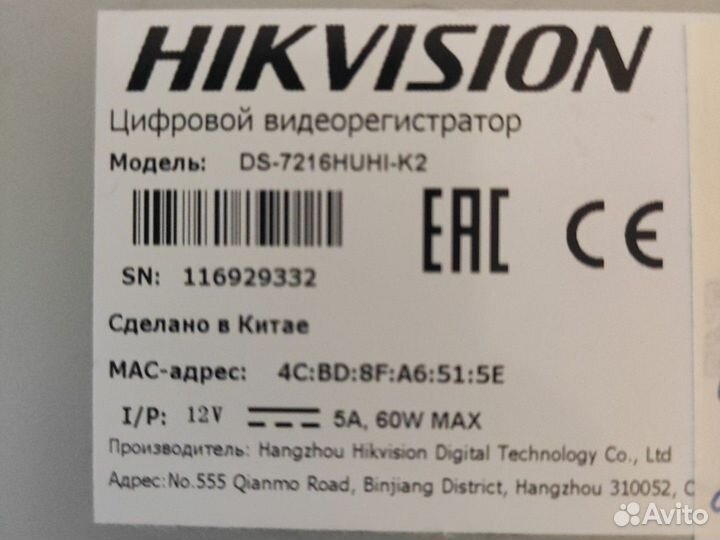 HIKVISION
Цифровой видеорегистратор
Модель: DS-7216HUHI-K2
EAC CE
SN: 116929332
Сделано в Китае
MAC-адрес: 4C:BD:8F:A6:51:5E
I/P: 12V 5A, 60W MAX
Производитель: Hangzhou Hikvision Digital Technology Co., Ltd
Адрес:No.555 Qianmo Road, Binjiang District, Hangzhou 310052, C
Avito